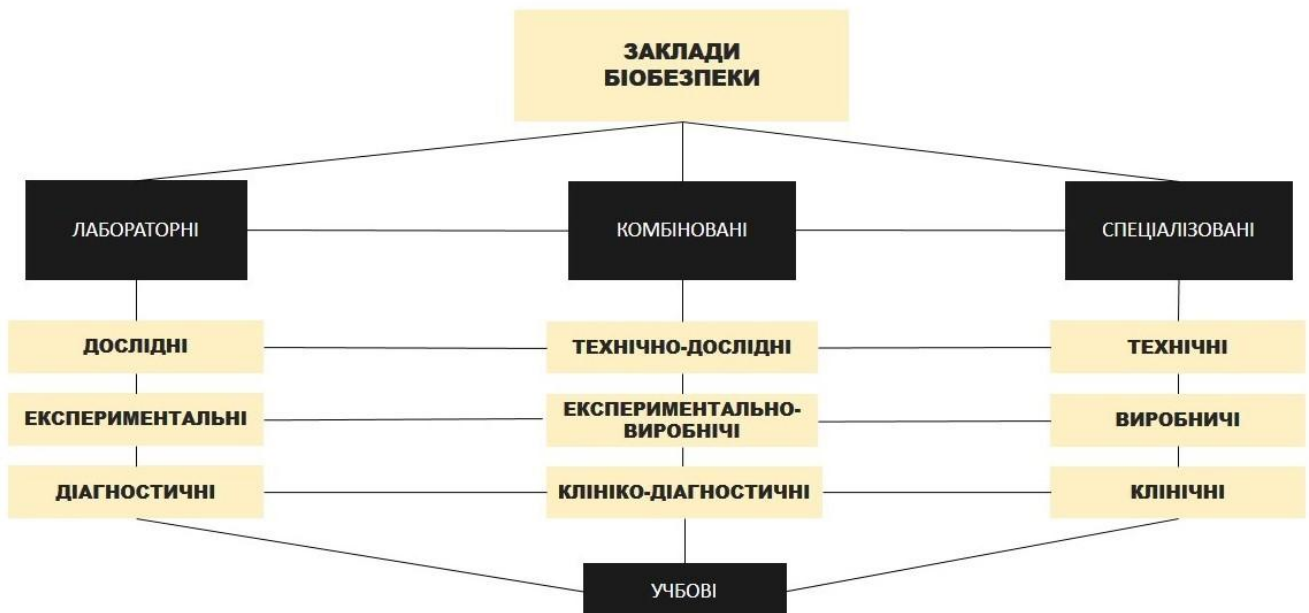 ЗАКЛАДИ
БІОБЕЗПЕКИ
ЛАБОРАТОРНІ
КОМБІНОВАНІ
СПЕЦІАЛІЗОВАНІ
ДОСЛІДНІ
ТЕХНІЧНО-ДОСЛІДНІ
ТЕХНІЧНІ
ЕКСПЕРИМЕНТАЛЬНІ
ЕКСПЕРИМЕНТАЛЬНО-
ВИРОБНІЧІ
ВИРОБНИЧІ
ДІАГНОСТИЧНІ
КЛІНІКО-ДІАГНОСТИЧНІ
КЛІНІЧНІ
УЧБОВІ